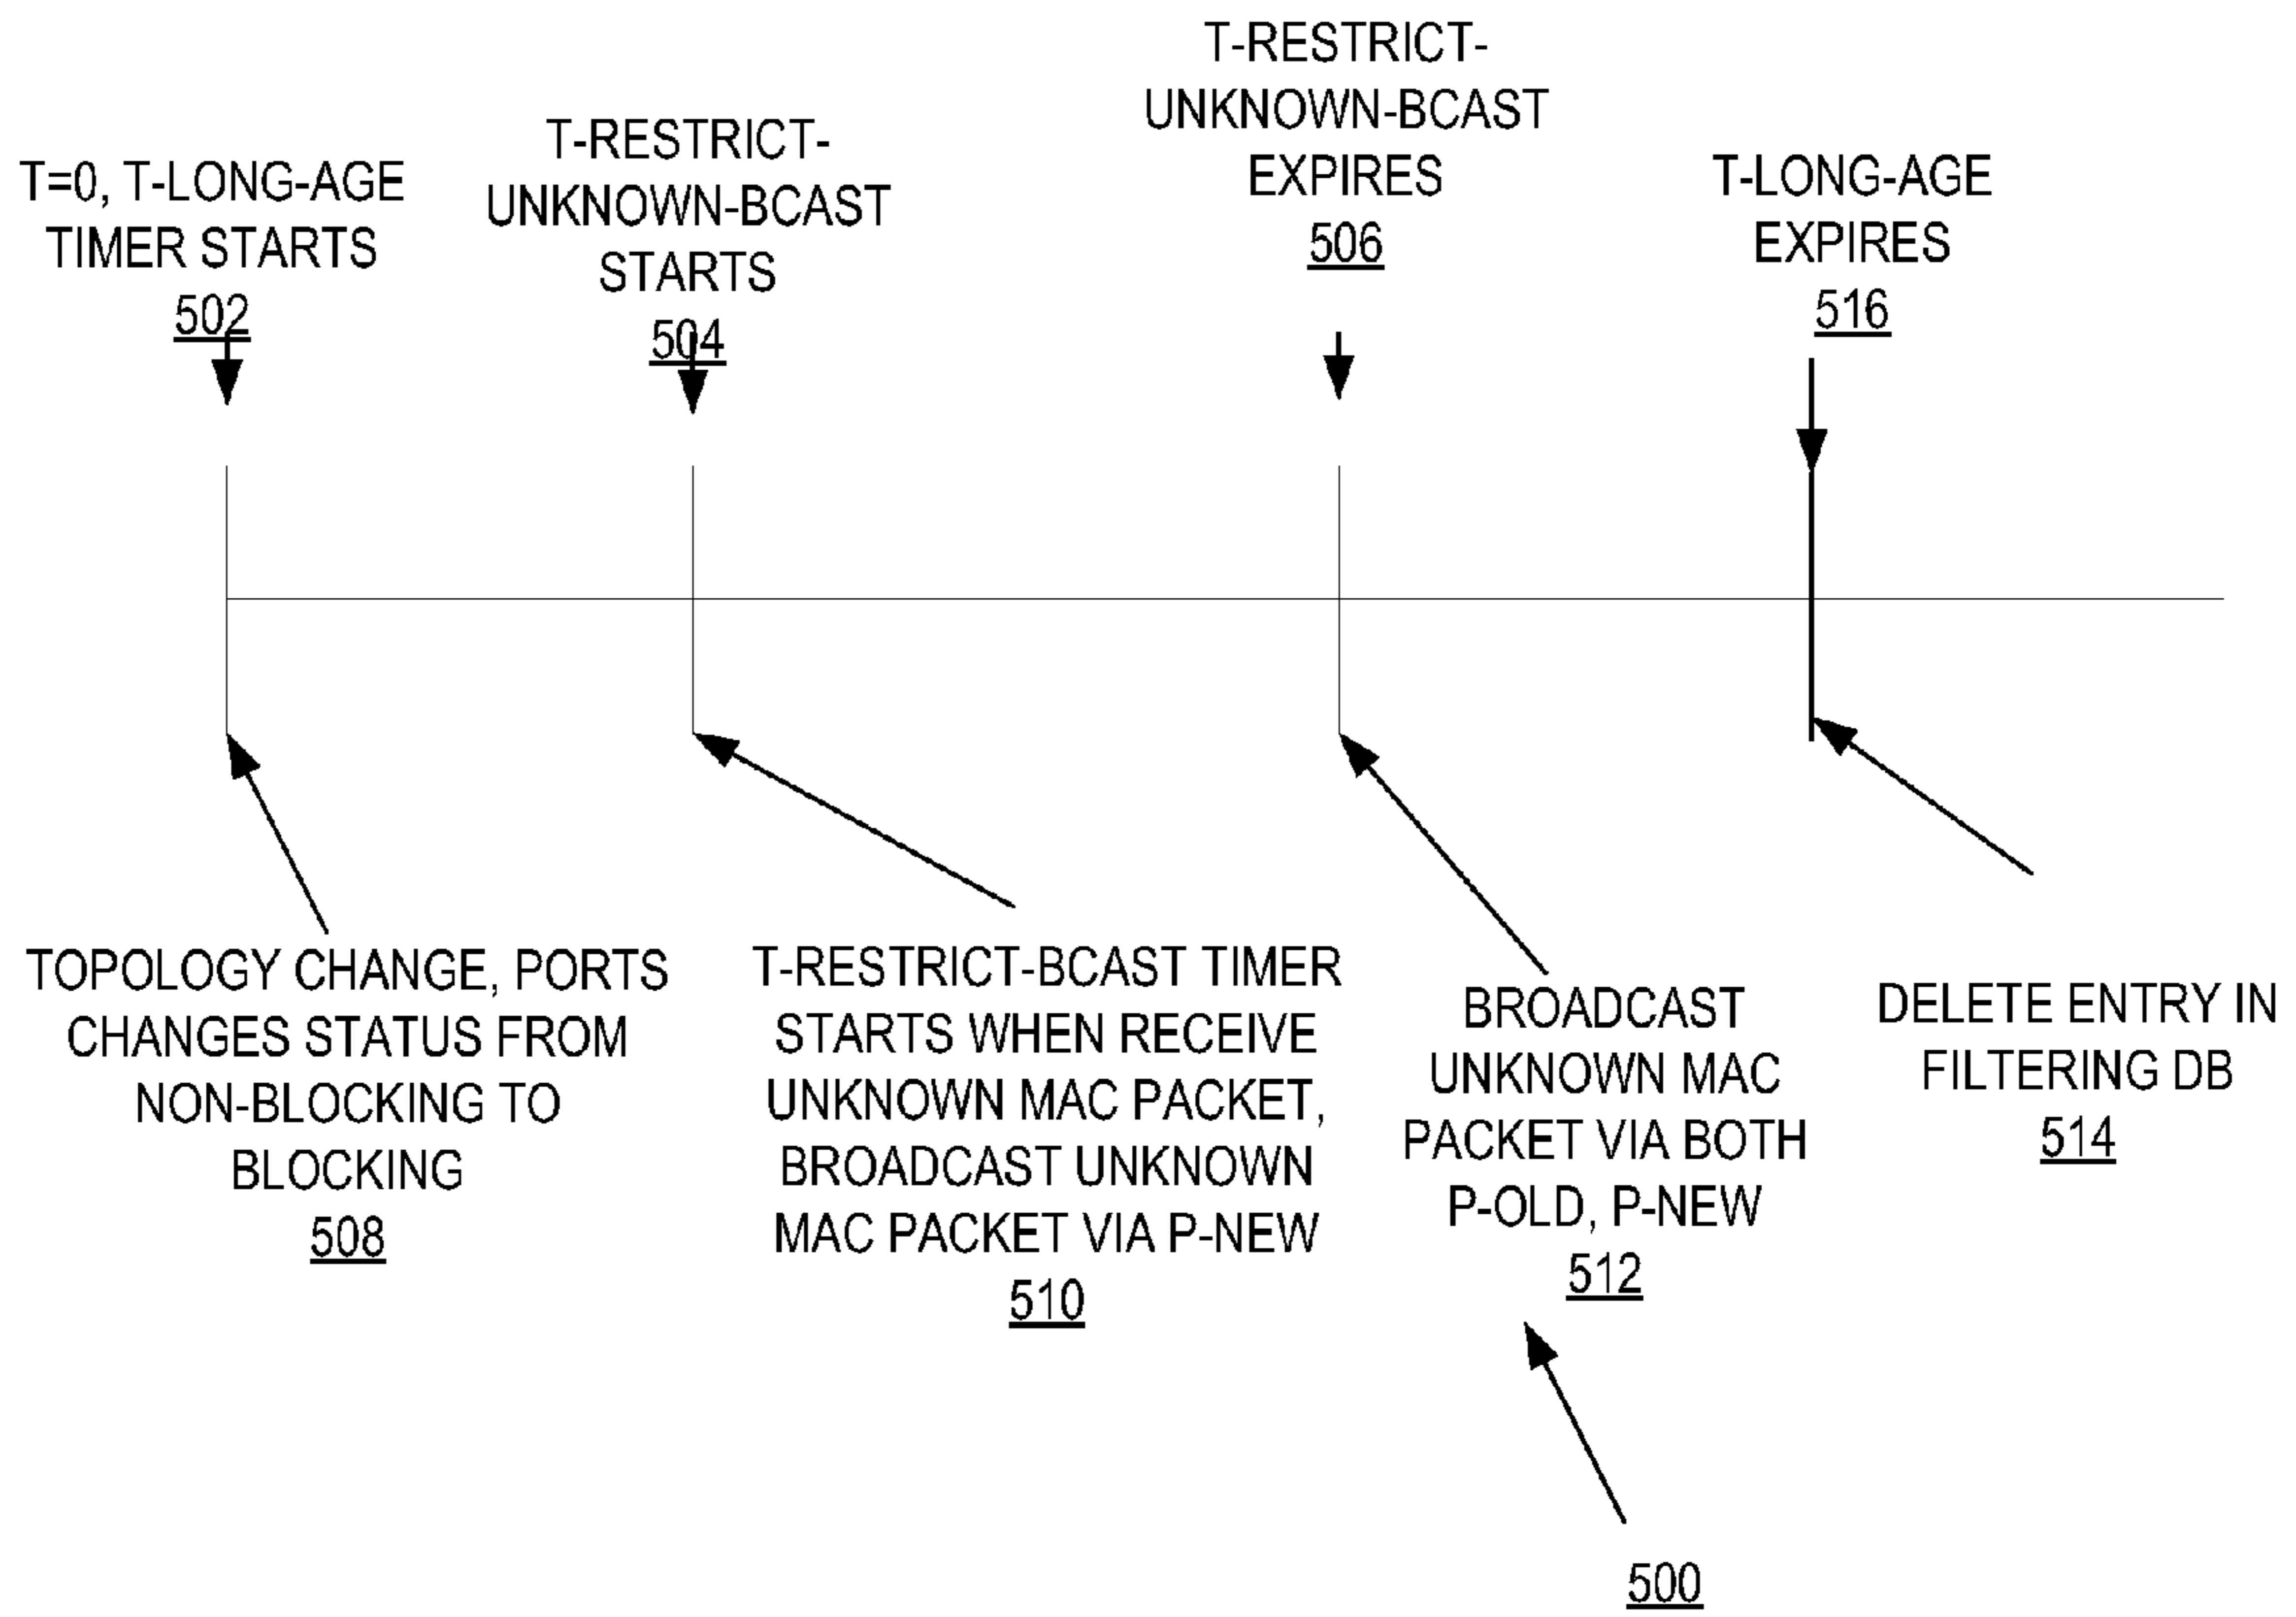 T=0, T-LONG-AGE
TIMER STARTS
502
T-RESTRICT-
UNKNOWN-BCAST
STARTS
504
T-RESTRICT-
UNKNOWN-BCAST
EXPIRES
506
T-LONG-AGE
EXPIRES
516
TOPOLOGY CHANGE, PORTS
CHANGES STATUS FROM
NON-BLOCKING TO
BLOCKING
508
T-RESTRICT-BCAST TIMER
STARTS WHEN RECEIVE
UNKNOWN MAC PACKET,
BROADCAST UNKNOWN
MAC PACKET VIA P-NEW
510
BROADCAST
UNKNOWN MAC
PACKET VIA BOTH
P-OLD, P-NEW
512
DELETE ENTRY IN
FILTERING DB
514
500